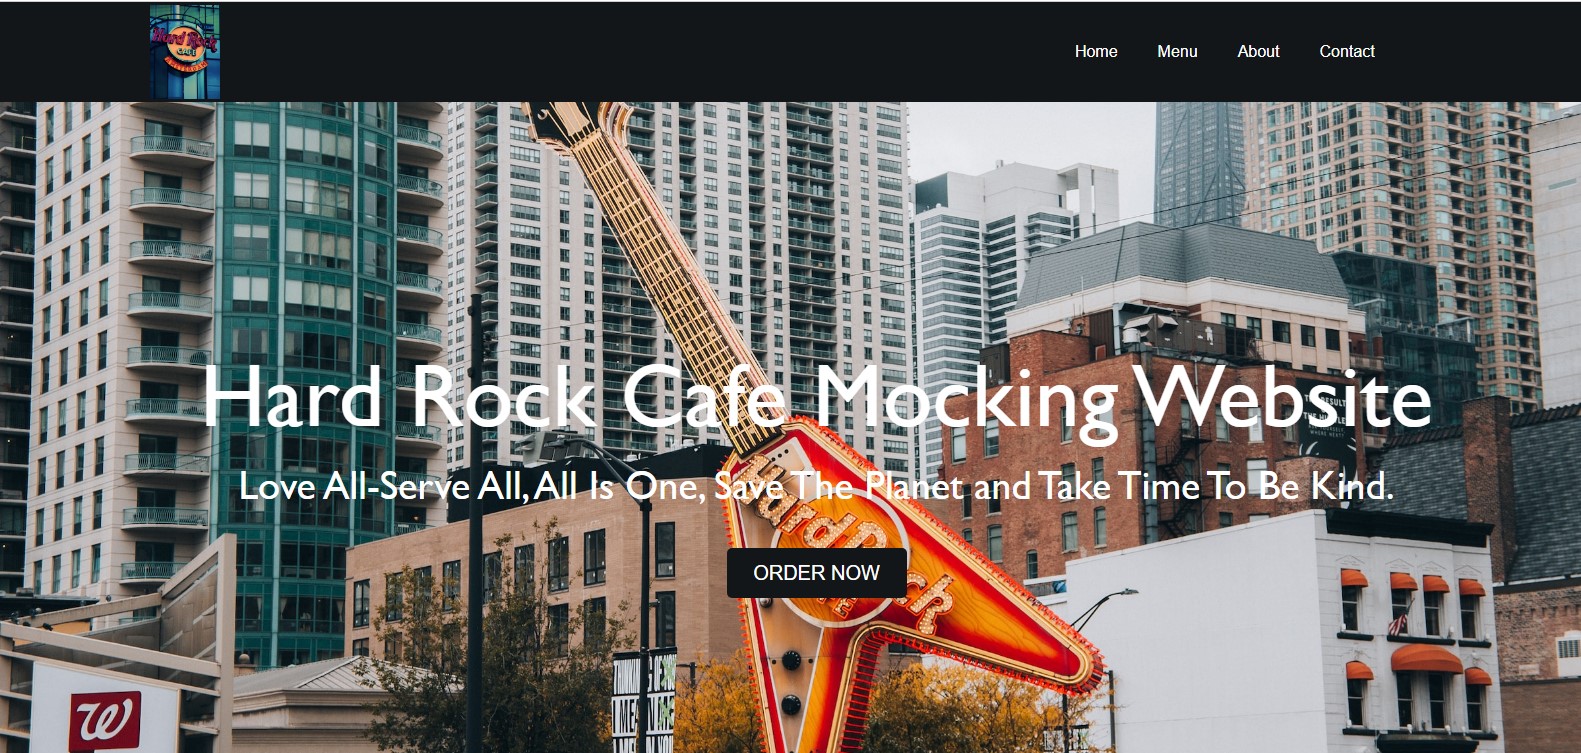 Hard Rock
CAFE
AMSTERDAM
Home Menu About Contact
Hard Rock Cafe Mocking Website
Love All-Serve All, All Is One, Save The Planet and Take Time To Be Kind.
Hard Rock
ORDER NOW
W